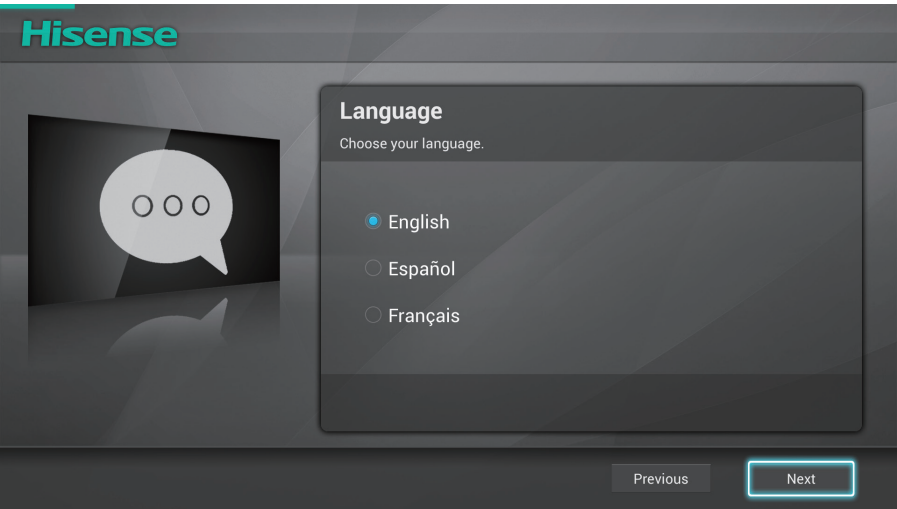 Hisense
Language
Choose your language.
English
Español
Français
Previous
Next